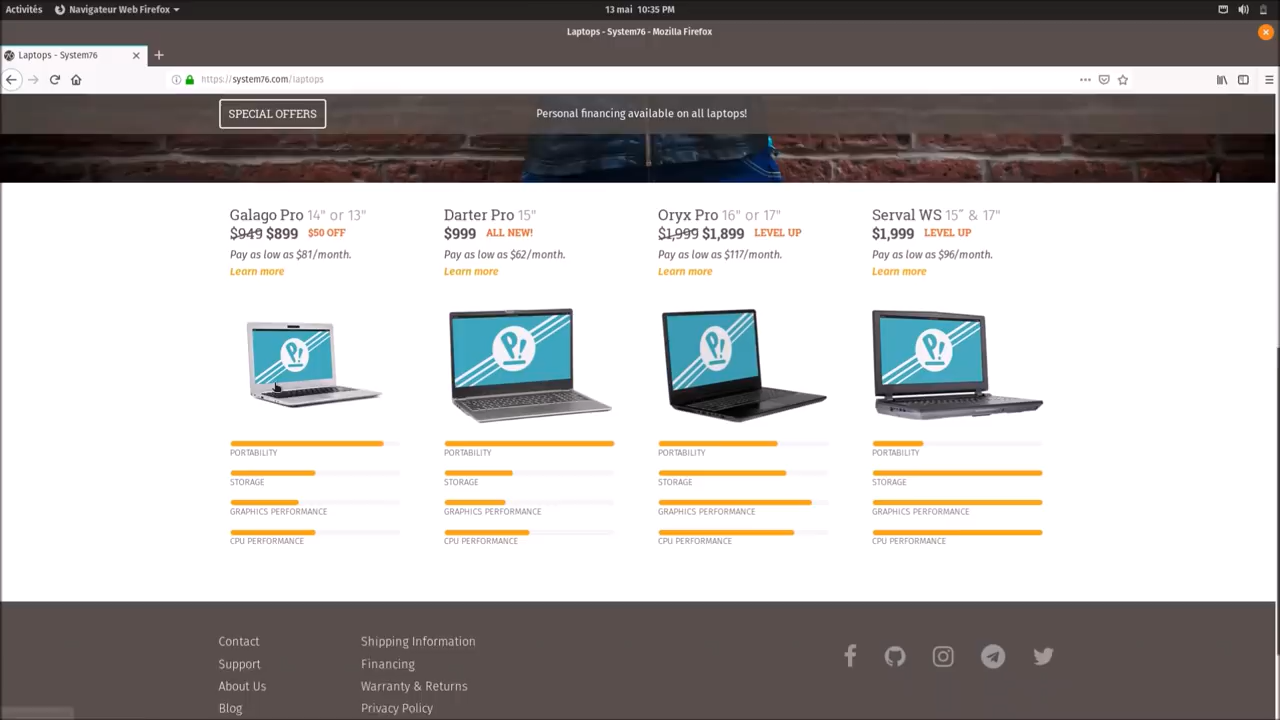 Activités Navigateur Web Firefox 13 mai 10:35 PM
Laptops - System76 - Mozilla Firefox
Laptops - System76
https://system76.com/laptops
SPECIAL OFFERS Personal financing available on all laptops!
Galago Pro 14" or 13"
$949 $899 $50 OFF
Pay as low as $81/month.
Learn more
PORTABILITY
STORAGE
GRAPHICS PERFORMANCE
CPU PERFORMANCE
Darter Pro 15"
$999 ALL NEW!
Pay as low as $62/month.
Learn more
PORTABILITY
STORAGE
GRAPHICS PERFORMANCE
CPU PERFORMANCE
Oryx Pro 16" or 17"
$1,999 $1,899 LEVEL UP
Pay as low as $117/month.
Learn more
PORTABILITY
STORAGE
GRAPHICS PERFORMANCE
CPU PERFORMANCE
Serval WS 15″ & 17"
$1,999 LEVEL UP
Pay as low as $96/month.
Learn more
PORTABILITY
STORAGE
GRAPHICS PERFORMANCE
CPU PERFORMANCE
Contact
Support
About Us
Blog
Shipping Information
Financing
Warranty & Returns
Privacy Policy